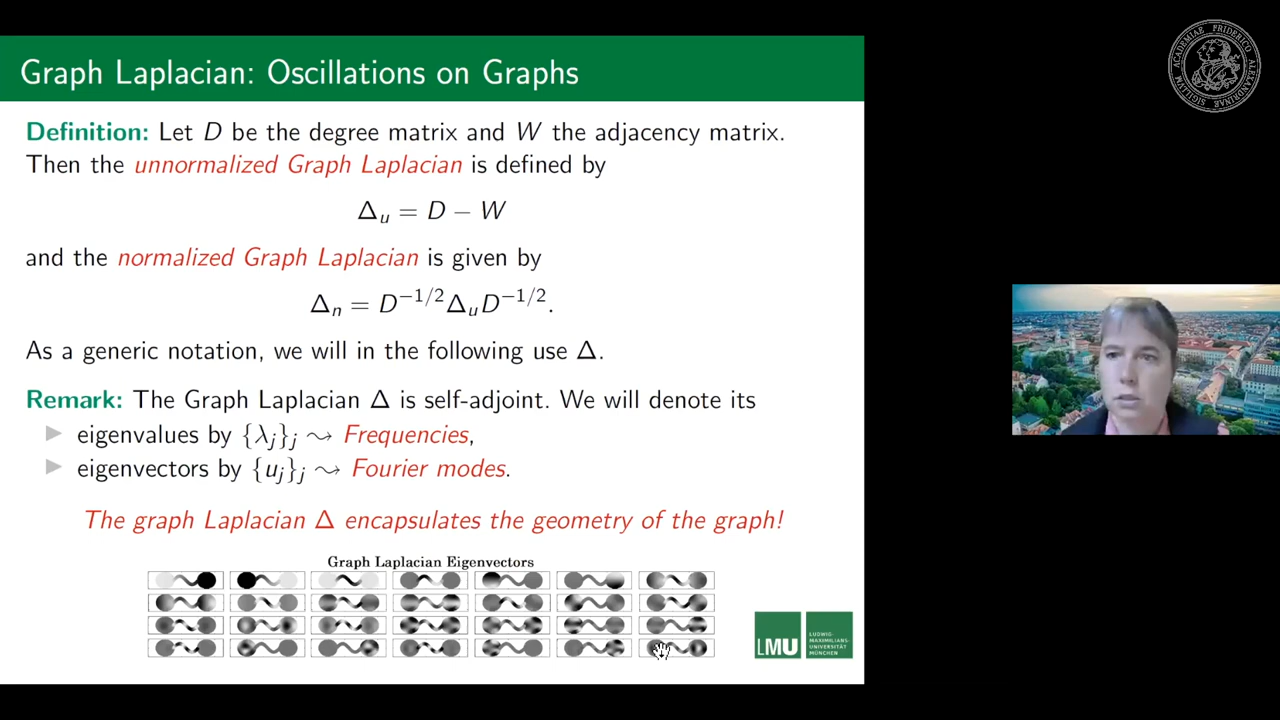 Graph Laplacian: Oscillations on Graphs
Definition: Let D be the degree matrix and W the adjacency matrix.
Then the unnormalized Graph Laplacian is defined by
Δ_u = D − W
and the normalized Graph Laplacian is given by
Δ_n = D^{−1/2} Δ_u D^{−1/2}.
As a generic notation, we will in the following use Δ.
Remark: The Graph Laplacian Δ is self-adjoint. We will denote its
▶ eigenvalues by {λ_j}_j ⇝ Frequencies,
▶ eigenvectors by {u_j}_j ⇝ Fourier modes.
The graph Laplacian Δ encapsulates the geometry of the graph!
Graph Laplacian Eigenvectors
LMU
LUDWIG-
MAXIMILIANS-
UNIVERSITÄT
MÜNCHEN
ACADEMIAE FRIDERICO ALEXANDRINAE SIGILLVM